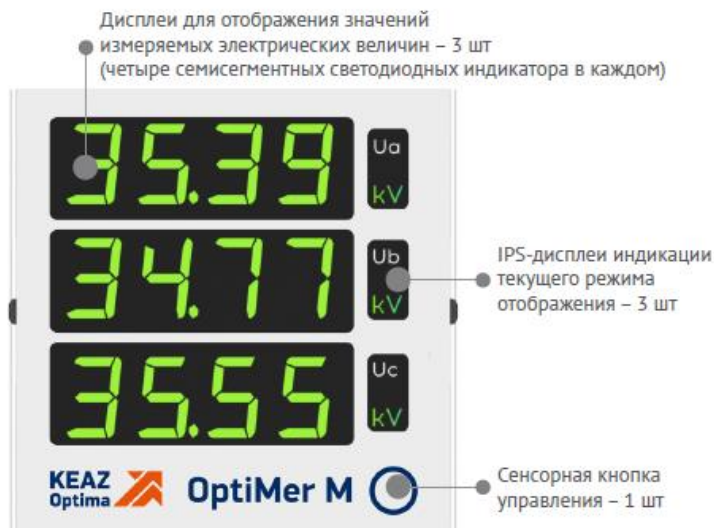 Дисплеи для отображения значений
измеряемых электрических величин – 3 шт
(четыре семисегментных светодиодных индикатора в каждом)
35.39
Ua
kV
34.77
Ub
kV
IPS-дисплеи индикации
текущего режима
отображения – 3 шт
35.55
Uc
kV
KEAZ
Optima
OptiMer M
Сенсорная кнопка
управления – 1 шт